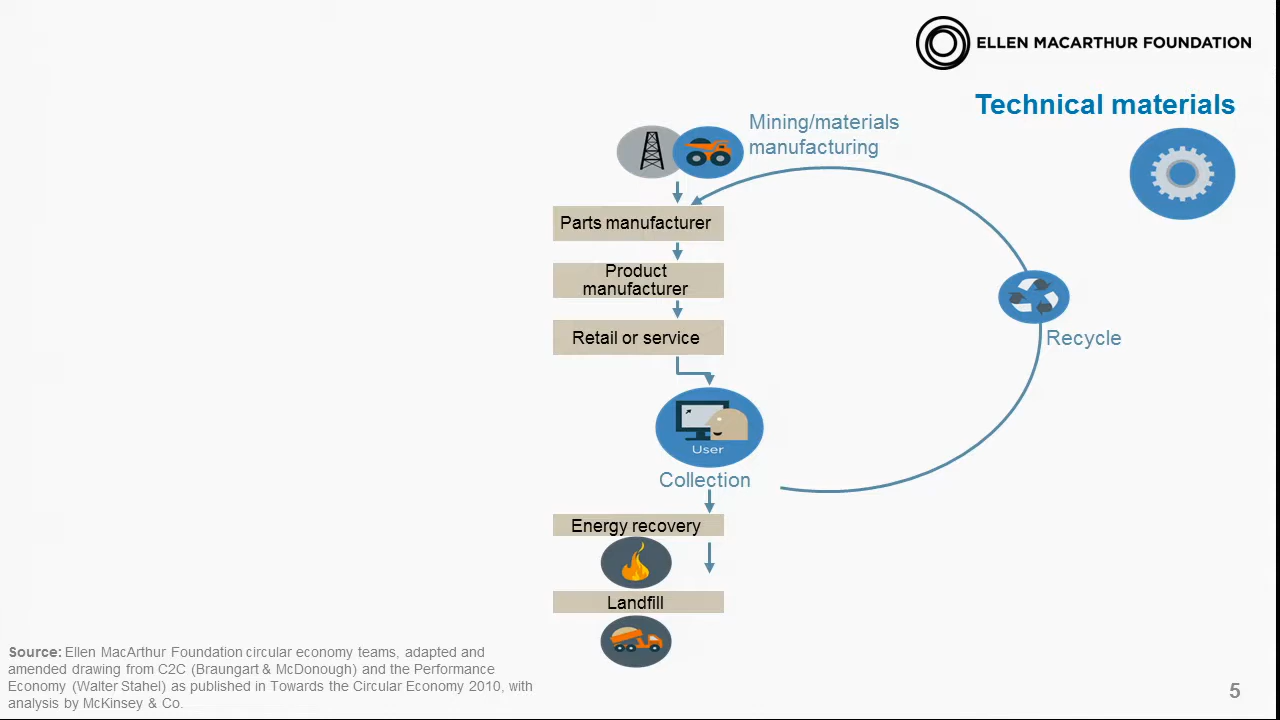 ELLEN MACARTHUR FOUNDATION
Technical materials
Mining/materials
manufacturing
Parts manufacturer
Product
manufacturer
Retail or service
Recycle
User
Collection
Energy recovery
Landfill
Source: Ellen MacArthur Foundation circular economy teams, adapted and
amended drawing from C2C (Braungart & McDonough) and the Performance
Economy (Walter Stahel) as published in Towards the Circular Economy 2010, with
analysis by McKinsey & Co.
5